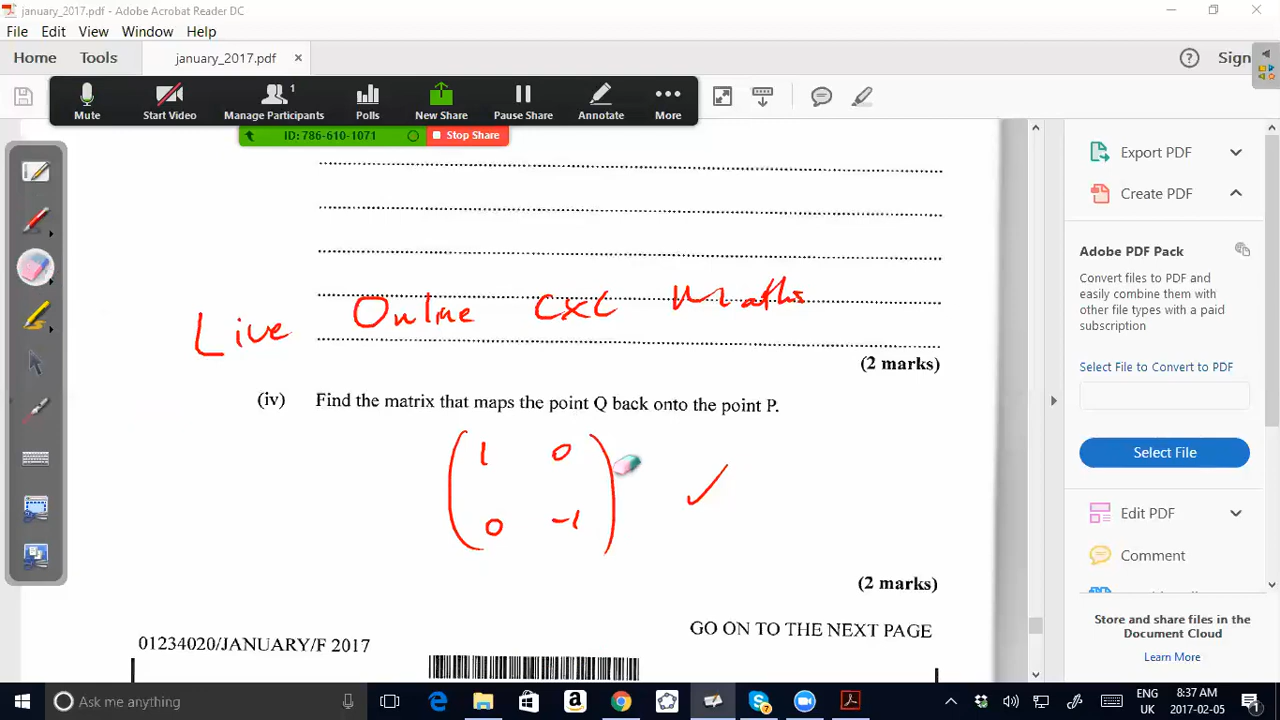 january_2017.pdf - Adobe Acrobat Reader DC
File Edit View Window Help
Home Tools january_2017.pdf × Sign
Mute Start Video Manage Participants 1 Polls New Share Pause Share Annotate More
ID: 786-610-1071 Stop Share
Export PDF
Create PDF
Adobe PDF Pack
Convert files to PDF and
easily combine them with
other file types with a paid
subscription
Select File to Convert to PDF
Select File
Edit PDF
Comment
Store and share files in the
Document Cloud
Learn More
Live Online CXC Maths
(2 marks)
(iv) Find the matrix that maps the point Q back onto the point P.
1 0
0 -1
(2 marks)
01234020/JANUARY/F 2017
GO ON TO THE NEXT PAGE
Ask me anything
ENG 8:37 AM
UK 2017-02-05